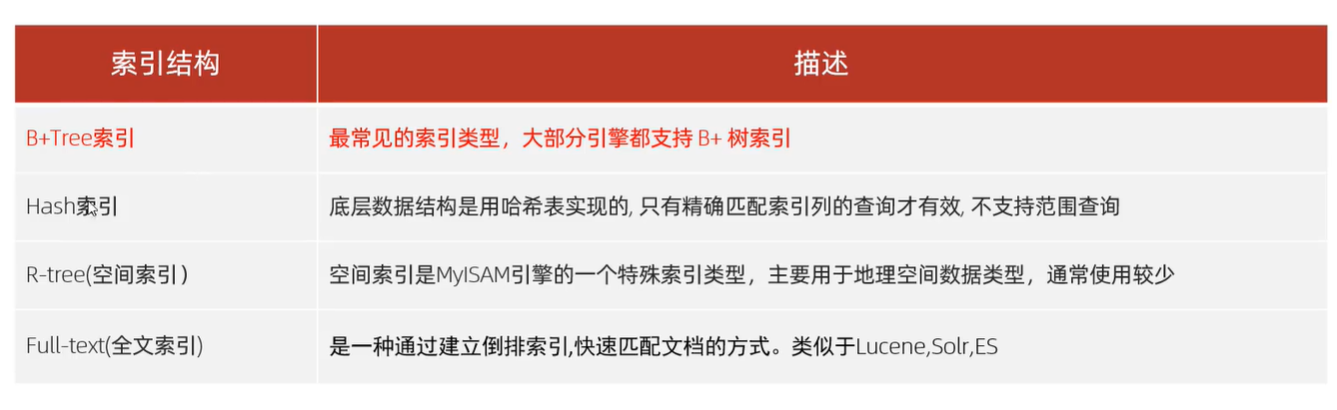 索引结构
描述
B+Tree索引
最常见的索引类型，大部分引擎都支持 B+ 树索引
Hash索引
底层数据结构是用哈希表实现的, 只有精确匹配索引列的查询才有效, 不支持范围查询
R-tree(空间索引）
空间索引是MyISAM引擎的一个特殊索引类型，主要用于地理空间数据类型，通常使用较少
Full-text(全文索引)
是一种通过建立倒排索引,快速匹配文档的方式。类似于Lucene,Solr,ES